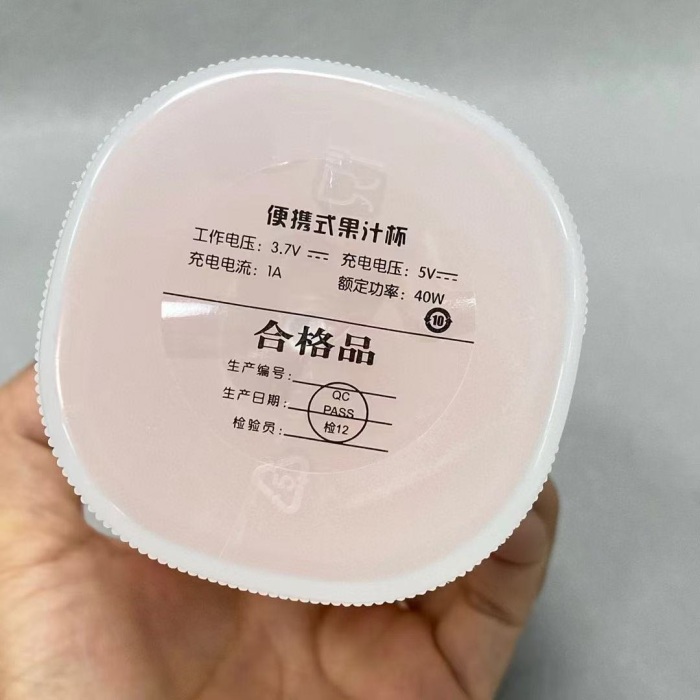 便携式果汁杯
工作电压：3.7V ⎓ 充电电压：5V⎓
充电电流：1A 额定功率：40W
10
合格品
生产编号：
QC
生产日期：
PASS
检验员：
检12
5